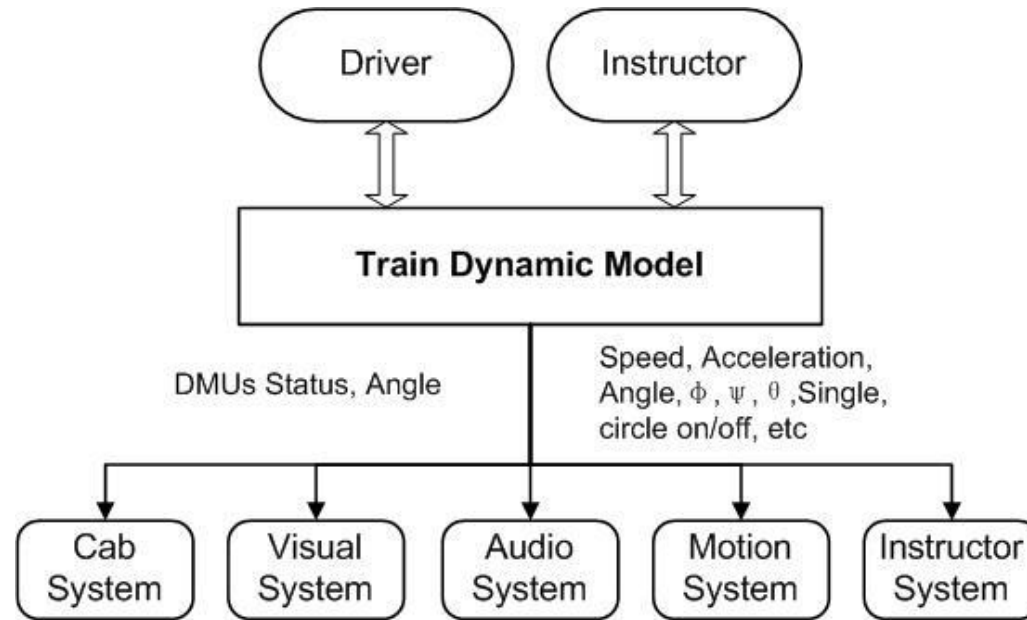 Driver
Instructor
Train Dynamic Model
DMUs Status, Angle
Speed, Acceleration,
Angle, Φ, Ψ, θ ,Single,
circle on/off, etc
Cab
System
Visual
System
Audio
System
Motion
System
Instructor
System